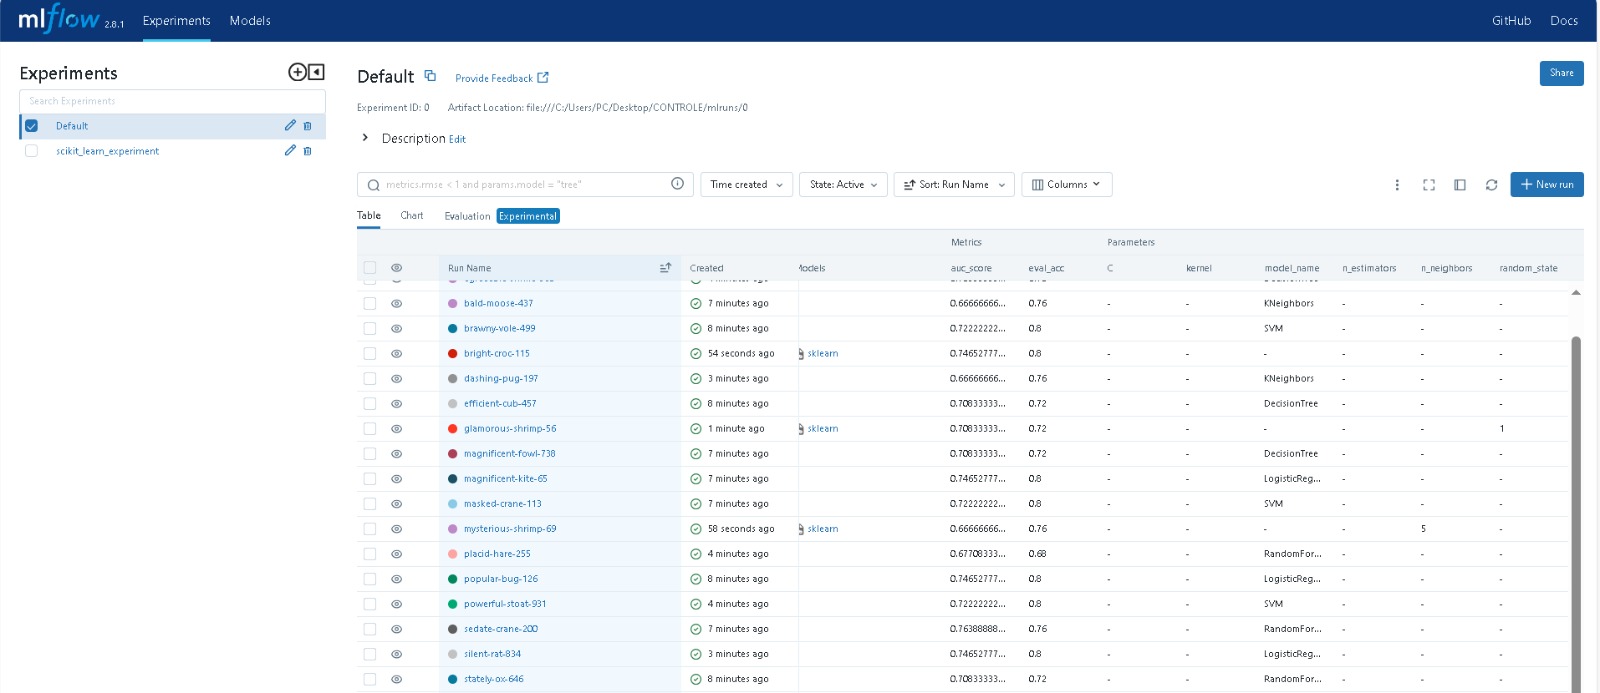 mlflow 2.8.1 Experiments Models GitHub Docs
Experiments
Search Experiments
Default
scikit_learn_experiment
Default Provide Feedback Share
Experiment ID: 0 Artifact Location: file:///C:/Users/PC/Desktop/CONTROLE/mlruns/0
Description Edit
metrics.rmse < 1 and params.model = "tree" Time created State: Active Sort: Run Name Columns New run
Table Chart Evaluation Experimental
Metrics Parameters
Run Name Created Models auc_score eval_acc C kernel model_name n_estimators n_neighbors random_state
bald-moose-437 7 minutes ago 0.66666666... 0.76 - - KNeighbors - - -
brawny-vole-499 8 minutes ago 0.72222222... 0.8 - - SVM - - -
bright-croc-115 54 seconds ago sklearn 0.74652777... 0.8 - - - - - -
dashing-pug-197 3 minutes ago 0.66666666... 0.76 - - KNeighbors - - -
efficient-cub-457 8 minutes ago 0.70833333... 0.72 - - DecisionTree - - -
glamorous-shrimp-56 1 minute ago sklearn 0.70833333... 0.72 - - - - - 1
magnificent-fowl-738 7 minutes ago 0.70833333... 0.72 - - DecisionTree - - -
magnificent-kite-65 7 minutes ago 0.74652777... 0.8 - - LogisticReg... - - -
masked-crane-113 7 minutes ago 0.72222222... 0.8 - - SVM - - -
mysterious-shrimp-69 58 seconds ago sklearn 0.66666666... 0.76 - - - - 5 -
placid-hare-255 4 minutes ago 0.67708333... 0.68 - - RandomFor... - - -
popular-bug-126 8 minutes ago 0.74652777... 0.8 - - LogisticReg... - - -
powerful-stoat-931 4 minutes ago 0.72222222... 0.8 - - SVM - - -
sedate-crane-200 7 minutes ago 0.76388888... 0.76 - - RandomFor... - - -
silent-rat-834 3 minutes ago 0.74652777... 0.8 - - LogisticReg... - - -
stately-ox-646 8 minutes ago 0.70833333... 0.72 - - RandomFor... - - -